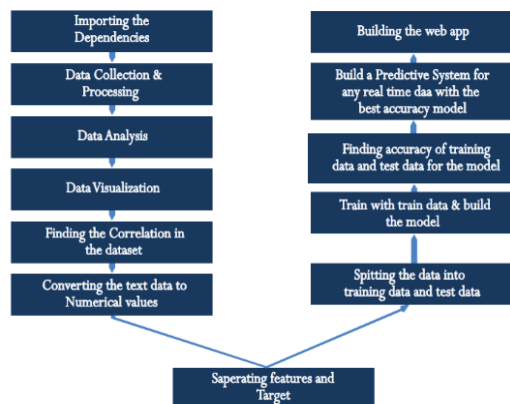 Importing the
Dependencies
Data Collection &
Processing
Data Analysis
Data Visualization
Finding the Correlation in
the dataset
Converting the text data to
Numerical values
Saperating features and
Target
Spitting the data into
training data and test data
Train with train data & build
the model
Finding accuracy of training
data and test data for the model
Build a Predictive System for
any real time daa with the
best accuracy model
Building the web app